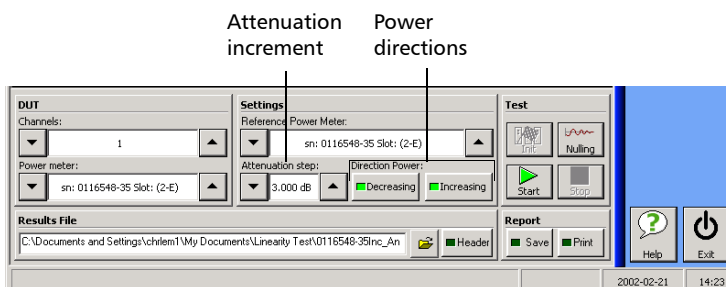 Attenuation increment
Power directions
DUT
Channels:
1
Power meter:
sn: 0116548-35 Slot: (2-E)
Settings
Reference Power Meter:
sn: 0116548-35 Slot: (2-E)
Attenuation step:
3.000 dB
Direction Power:
Decreasing
Increasing
Test
Init
Nulling
Start
Stop
Results File
C:\Documents and Settings\chrlem1\My Documents\Linearity Test\0116548-35Inc_An
Header
Report
Save
Print
Help
Exit
2002-02-21
14:23